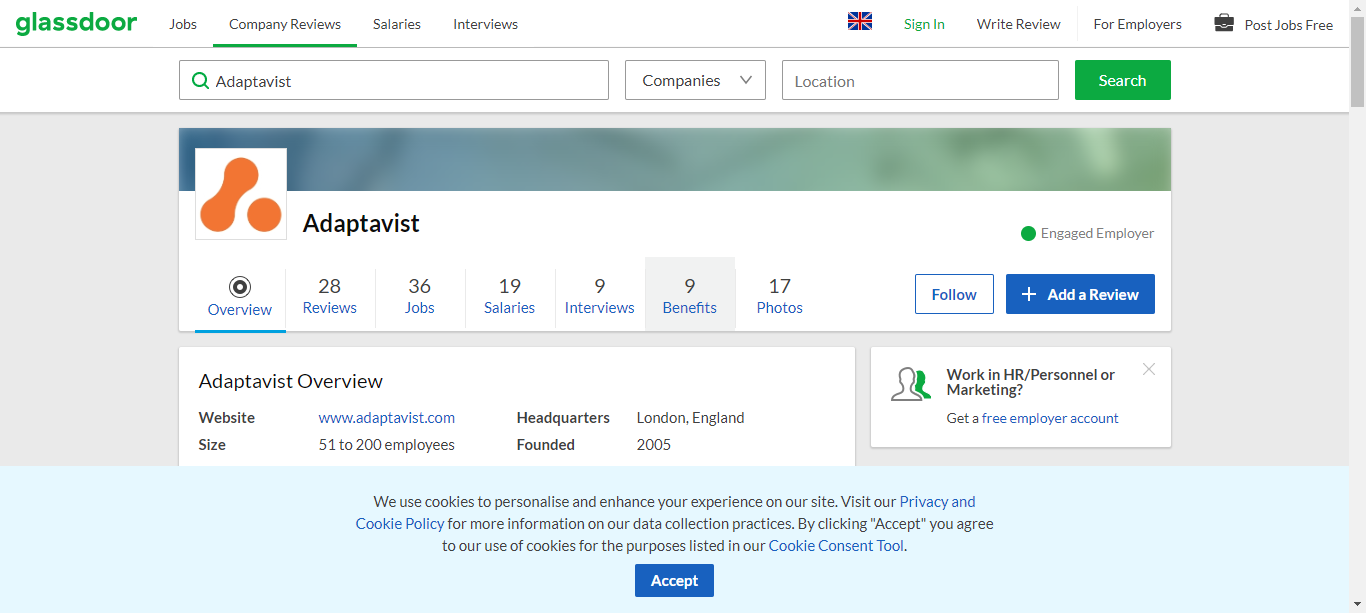 glassdoor Jobs Company Reviews Salaries Interviews Sign In Write Review For Employers Post Jobs Free
Adaptavist Companies Location Search
Adaptavist
Engaged Employer
Overview
28 Reviews
36 Jobs
19 Salaries
9 Interviews
9 Benefits
17 Photos
Follow
+ Add a Review
Adaptavist Overview
Website www.adaptavist.com Headquarters London, England
Size 51 to 200 employees Founded 2005
Work in HR/Personnel or
Marketing?
Get a free employer account
We use cookies to personalise and enhance your experience on our site. Visit our Privacy and
Cookie Policy for more information on our data collection practices. By clicking "Accept" you agree
to our use of cookies for the purposes listed in our Cookie Consent Tool.
Accept